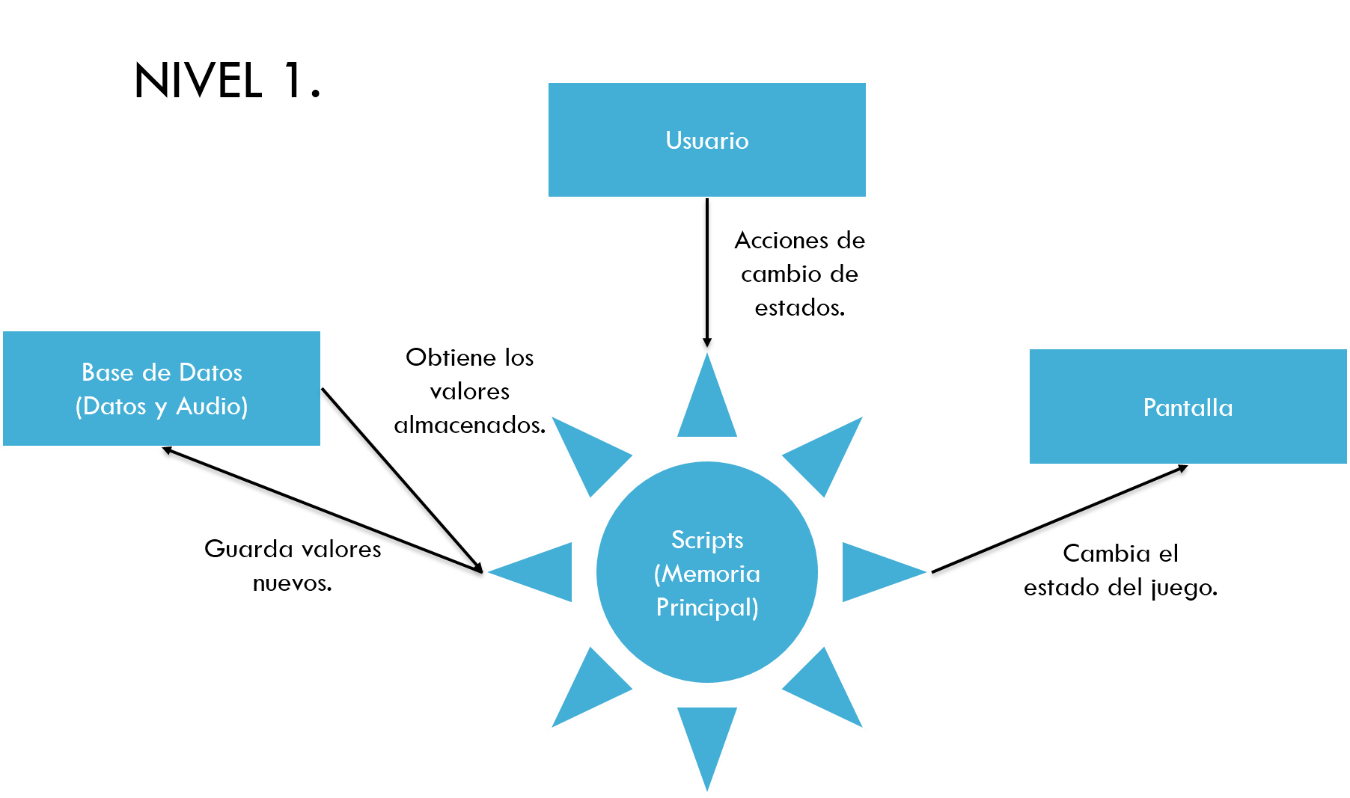 NIVEL 1.
Usuario
Acciones de
cambio de
estados.
Base de Datos
(Datos y Audio)
Obtiene los
valores
almacenados.
Pantalla
Guarda valores
nuevos.
Scripts
(Memoria
Principal)
Cambia el
estado del juego.